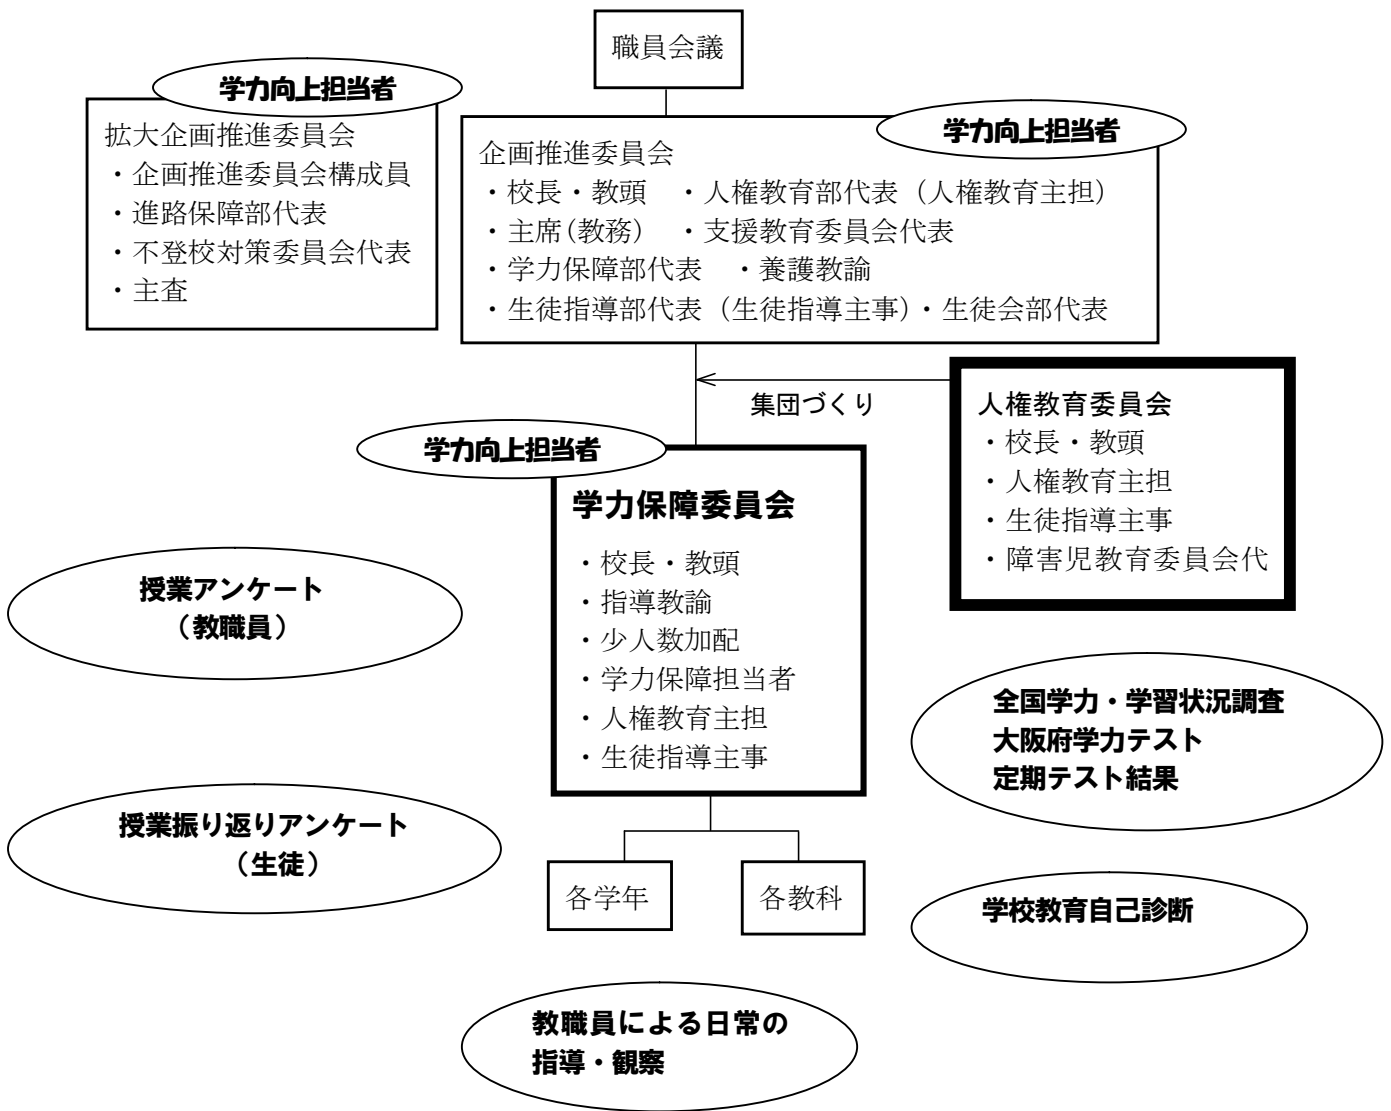 職員会議
学力向上担当者
拡大企画推進委員会
・企画推進委員会構成員
・進路保障部代表
・不登校対策委員会代表
・主査
学力向上担当者
企画推進委員会
・校長・教頭 ・人権教育部代表（人権教育主担）
・主席(教務） ・支援教育委員会代表
・学力保障部代表 ・養護教諭
・生徒指導部代表（生徒指導主事）・生徒会部代表
集団づくり
人権教育委員会
・校長・教頭
・人権教育主担
・生徒指導主事
・障害児教育委員会代
学力向上担当者
学力保障委員会
・校長・教頭
・指導教諭
・少人数加配
・学力保障担当者
・人権教育主担
・生徒指導主事
授業アンケート
（教職員）
全国学力・学習状況調査
大阪府学力テスト
定期テスト結果
授業振り返りアンケート
（生徒）
各学年
各教科
学校教育自己診断
教職員による日常の
指導・観察